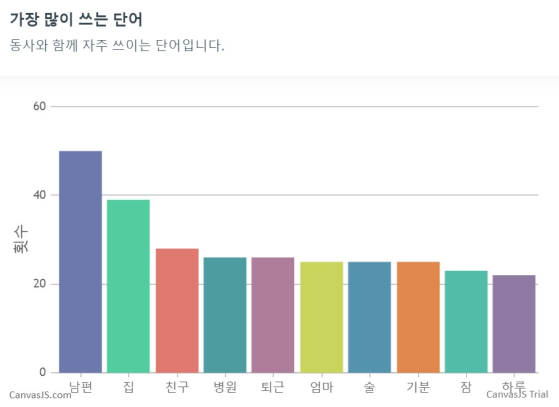 가장 많이 쓰는 단어
동사와 함께 자주 쓰이는 단어입니다.
60
40
20
0
횟수
남편 집 친구 병원 퇴근 엄마 술 기분 잠 하루
CanvasJS.com
CanvasJS Trial